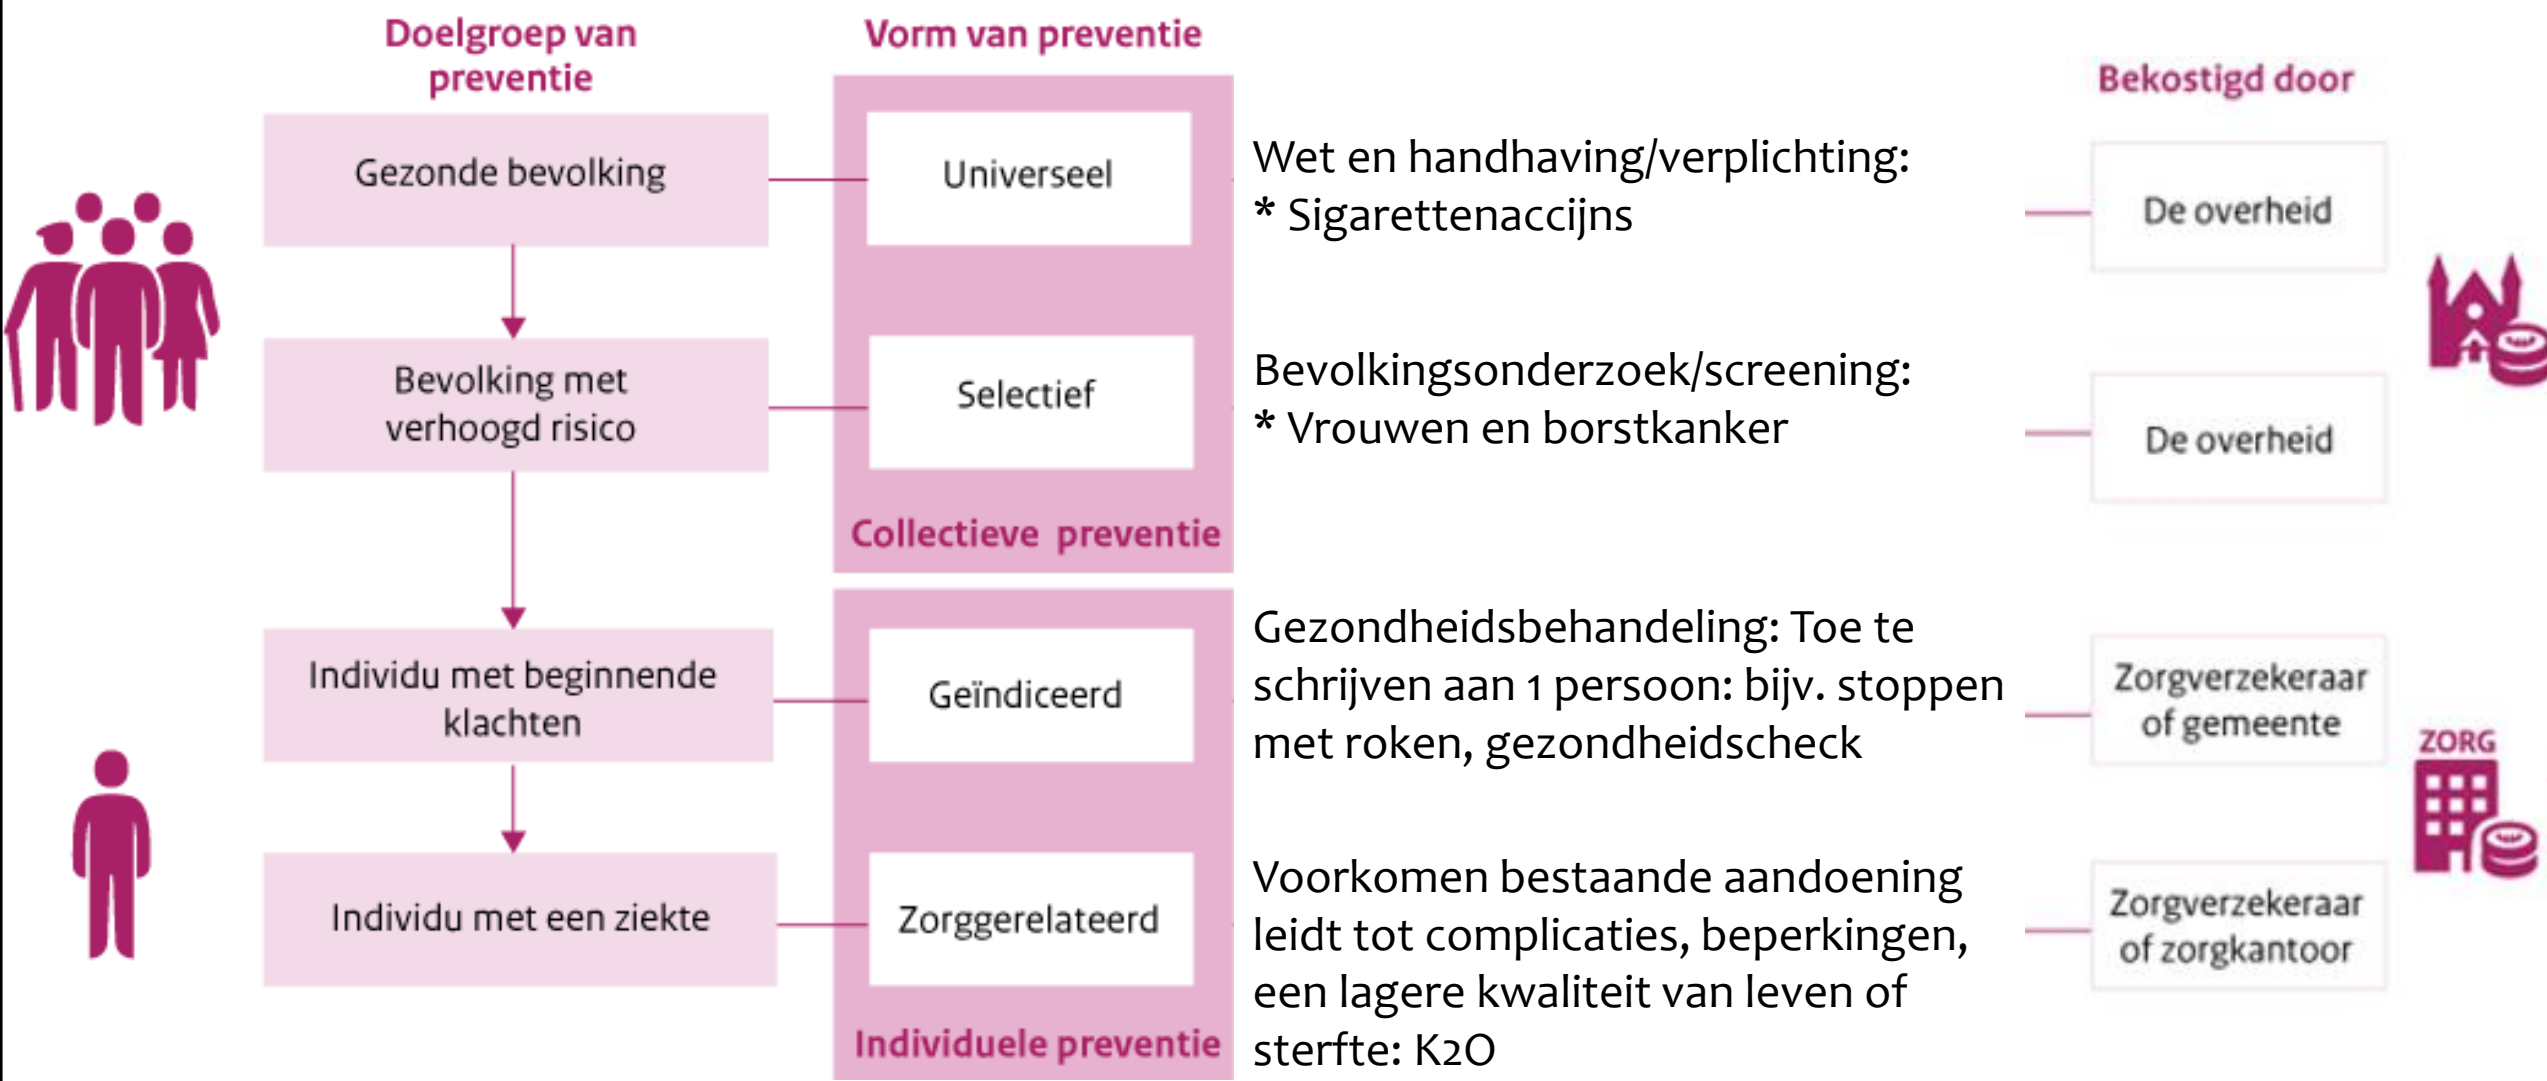 Doelgroep van
preventie
Vorm van preventie
Bekostigd door
Gezonde bevolking
Universeel
Wet en handhaving/verplichting:
* Sigarettenaccijns
De overheid
Bevolking met
verhoogd risico
Selectief
Bevolkingsonderzoek/screening:
* Vrouwen en borstkanker
De overheid
Collectieve preventie
Individu met beginnende
klachten
Geïndiceerd
Gezondheidsbehandeling: Toe te
schrijven aan 1 persoon: bijv. stoppen
met roken, gezondheidscheck
Zorgverzekeraar
of gemeente
ZORG
Individu met een ziekte
Zorggerelateerd
Voorkomen bestaande aandoening
leidt tot complicaties, beperkingen,
een lagere kwaliteit van leven of
sterfte: K2O
Zorgverzekeraar
of zorgkantoor
Individuele preventie